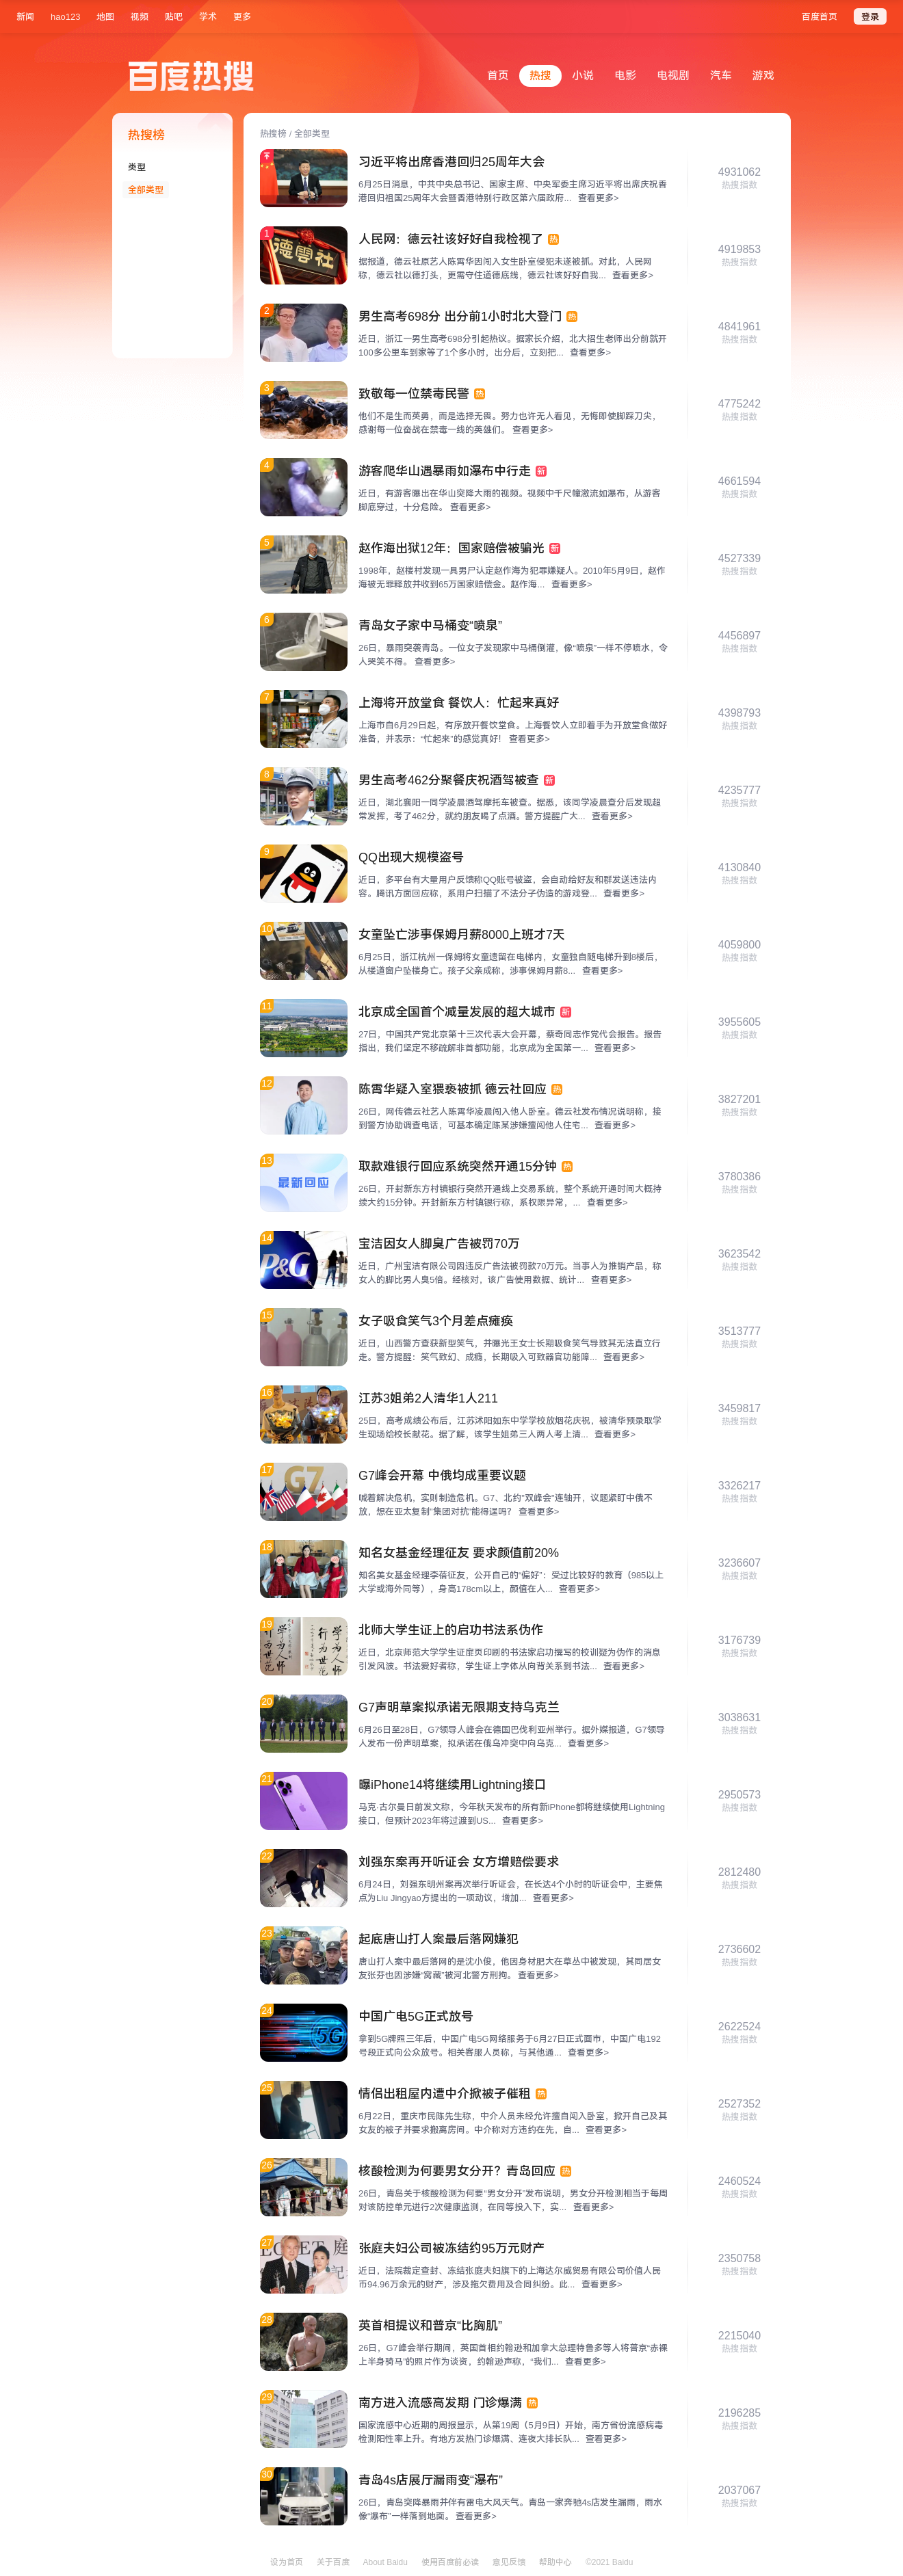 新闻 hao123 地图 视频 贴吧 学术 更多 百度首页 登录
百度热搜
首页 热搜 小说 电影 电视剧 汽车 游戏
热搜榜
类型
全部类型
热搜榜 / 全部类型
习近平将出席香港回归25周年大会
6月25日消息，中共中央总书记、国家主席、中央军委主席习近平将出席庆祝香
港回归祖国25周年大会暨香港特别行政区第六届政府... 查看更多>
4931062
热搜指数
1
德雲社
人民网：德云社该好好自我检视了 热
据报道，德云社原艺人陈霄华因闯入女生卧室侵犯未遂被抓。对此，人民网
称，德云社以德打头，更需守住道德底线，德云社该好好自我... 查看更多>
4919853
热搜指数
2
男生高考698分 出分前1小时北大登门 热
近日，浙江一男生高考698分引起热议。据家长介绍，北大招生老师出分前就开
100多公里车到家等了1个多小时，出分后，立刻把... 查看更多>
4841961
热搜指数
3
致敬每一位禁毒民警 热
他们不是生而英勇，而是选择无畏。努力也许无人看见，无悔即使脚踩刀尖，
感谢每一位奋战在禁毒一线的英雄们。 查看更多>
4775242
热搜指数
4
游客爬华山遇暴雨如瀑布中行走 新
近日，有游客曝出在华山突降大雨的视频。视频中千尺幢激流如瀑布，从游客
脚底穿过，十分危险。 查看更多>
4661594
热搜指数
5
赵作海出狱12年：国家赔偿被骗光 新
1998年，赵楼村发现一具男尸认定赵作海为犯罪嫌疑人。2010年5月9日，赵作
海被无罪释放并收到65万国家赔偿金。赵作海... 查看更多>
4527339
热搜指数
6
青岛女子家中马桶变“喷泉”
26日，暴雨突袭青岛。一位女子发现家中马桶倒灌，像“喷泉”一样不停喷水，令
人哭笑不得。 查看更多>
4456897
热搜指数
7
上海将开放堂食 餐饮人：忙起来真好
上海市自6月29日起，有序放开餐饮堂食。上海餐饮人立即着手为开放堂食做好
准备，并表示：“忙起来”的感觉真好！ 查看更多>
4398793
热搜指数
8
男生高考462分聚餐庆祝酒驾被查 新
近日，湖北襄阳一同学凌晨酒驾摩托车被查。据悉，该同学凌晨查分后发现超
常发挥，考了462分，就约朋友喝了点酒。警方提醒广大... 查看更多>
4235777
热搜指数
9
QQ出现大规模盗号
近日，多平台有大量用户反馈称QQ账号被盗，会自动给好友和群发送违法内
容。腾讯方面回应称，系用户扫描了不法分子伪造的游戏登... 查看更多>
4130840
热搜指数
10
女童坠亡涉事保姆月薪8000上班才7天
6月25日，浙江杭州一保姆将女童遗留在电梯内，女童独自随电梯升到8楼后，
从楼道窗户坠楼身亡。孩子父亲成称，涉事保姆月薪8... 查看更多>
4059800
热搜指数
11
北京成全国首个减量发展的超大城市 新
27日，中国共产党北京第十三次代表大会开幕，蔡奇同志作党代会报告。报告
指出，我们坚定不移疏解非首都功能，北京成为全国第一... 查看更多>
3955605
热搜指数
12
陈霄华疑入室猥亵被抓 德云社回应 热
26日，网传德云社艺人陈霄华凌晨闯入他人卧室。德云社发布情况说明称，接
到警方协助调查电话，可基本确定陈某涉嫌擅闯他人住宅... 查看更多>
3827201
热搜指数
13
最新回应
取款难银行回应系统突然开通15分钟 热
26日，开封新东方村镇银行突然开通线上交易系统，整个系统开通时间大概持
续大约15分钟。开封新东方村镇银行称，系权限异常，... 查看更多>
3780386
热搜指数
14
P&G
宝洁因女人脚臭广告被罚70万
近日，广州宝洁有限公司因违反广告法被罚款70万元。当事人为推销产品，称
女人的脚比男人臭5倍。经核对，该广告使用数据、统计... 查看更多>
3623542
热搜指数
15
女子吸食笑气3个月差点瘫痪
近日，山西警方查获新型笑气，并曝光王女士长期吸食笑气导致其无法直立行
走。警方提醒：笑气致幻、成瘾，长期吸入可致器官功能障... 查看更多>
3513777
热搜指数
16
江苏3姐弟2人清华1人211
25日，高考成绩公布后，江苏沭阳如东中学学校放烟花庆祝，被清华预录取学
生现场给校长献花。据了解，该学生姐弟三人两人考上清... 查看更多>
3459817
热搜指数
17
G7
G7峰会开幕 中俄均成重要议题
喊着解决危机，实则制造危机。G7、北约“双峰会”连轴开，议题紧盯中俄不
放，想在亚太复制“集团对抗”能得逞吗？ 查看更多>
3326217
热搜指数
18
知名女基金经理征友 要求颜值前20%
知名美女基金经理李蓓征友，公开自己的“偏好”：受过比较好的教育（985以上
大学或海外同等），身高178cm以上，颜值在人... 查看更多>
3236607
热搜指数
19
学为人师
行为世范
学为人师
行为世范
北师大学生证上的启功书法系伪作
近日，北京师范大学学生证扉页印刷的书法家启功撰写的校训疑为伪作的消息
引发风波。书法爱好者称，学生证上字体从向背关系到书法... 查看更多>
3176739
热搜指数
20
G7声明草案拟承诺无限期支持乌克兰
6月26日至28日，G7领导人峰会在德国巴伐利亚州举行。据外媒报道，G7领导
人发布一份声明草案，拟承诺在俄乌冲突中向乌克... 查看更多>
3038631
热搜指数
21
曝iPhone14将继续用Lightning接口
马克·古尔曼日前发文称，今年秋天发布的所有新iPhone都将继续使用Lightning
接口，但预计2023年将过渡到US... 查看更多>
2950573
热搜指数
22
刘强东案再开听证会 女方增赔偿要求
6月24日，刘强东明州案再次举行听证会，在长达4个小时的听证会中，主要焦
点为Liu Jingyao方提出的一项动议，增加... 查看更多>
2812480
热搜指数
23
起底唐山打人案最后落网嫌犯
唐山打人案中最后落网的是沈小俊，他因身材肥大在草丛中被发现，其同居女
友张芬也因涉嫌“窝藏”被河北警方刑拘。 查看更多>
2736602
热搜指数
24
5G
中国广电5G正式放号
拿到5G牌照三年后，中国广电5G网络服务于6月27日正式面市，中国广电192
号段正式向公众放号。相关客服人员称，与其他通... 查看更多>
2622524
热搜指数
25
情侣出租屋内遭中介掀被子催租 热
6月22日，重庆市民陈先生称，中介人员未经允许擅自闯入卧室，掀开自己及其
女友的被子并要求搬离房间。中介称对方违约在先，自... 查看更多>
2527352
热搜指数
26
核酸检测为何要男女分开？青岛回应 热
26日，青岛关于核酸检测为何要“男女分开”发布说明，男女分开检测相当于每周
对该防控单元进行2次健康监测，在同等投入下，实... 查看更多>
2460524
热搜指数
27
张庭夫妇公司被冻结约95万元财产
近日，法院裁定查封、冻结张庭夫妇旗下的上海达尔威贸易有限公司价值人民
币94.96万余元的财产，涉及拖欠费用及合同纠纷。此... 查看更多>
2350758
热搜指数
28
英首相提议和普京“比胸肌”
26日，G7峰会举行期间，英国首相约翰逊和加拿大总理特鲁多等人将普京“赤裸
上半身骑马”的照片作为谈资，约翰逊声称，“我们... 查看更多>
2215040
热搜指数
29
南方进入流感高发期 门诊爆满 热
国家流感中心近期的周报显示，从第19周（5月9日）开始，南方省份流感病毒
检测阳性率上升。有地方发热门诊爆满、连夜大排长队... 查看更多>
2196285
热搜指数
30
青岛4s店展厅漏雨变“瀑布”
26日，青岛突降暴雨并伴有雷电大风天气。青岛一家奔驰4s店发生漏雨，雨水
像“瀑布”一样落到地面。 查看更多>
2037067
热搜指数
设为首页 关于百度 About Baidu 使用百度前必读 意见反馈 帮助中心 ©2021 Baidu